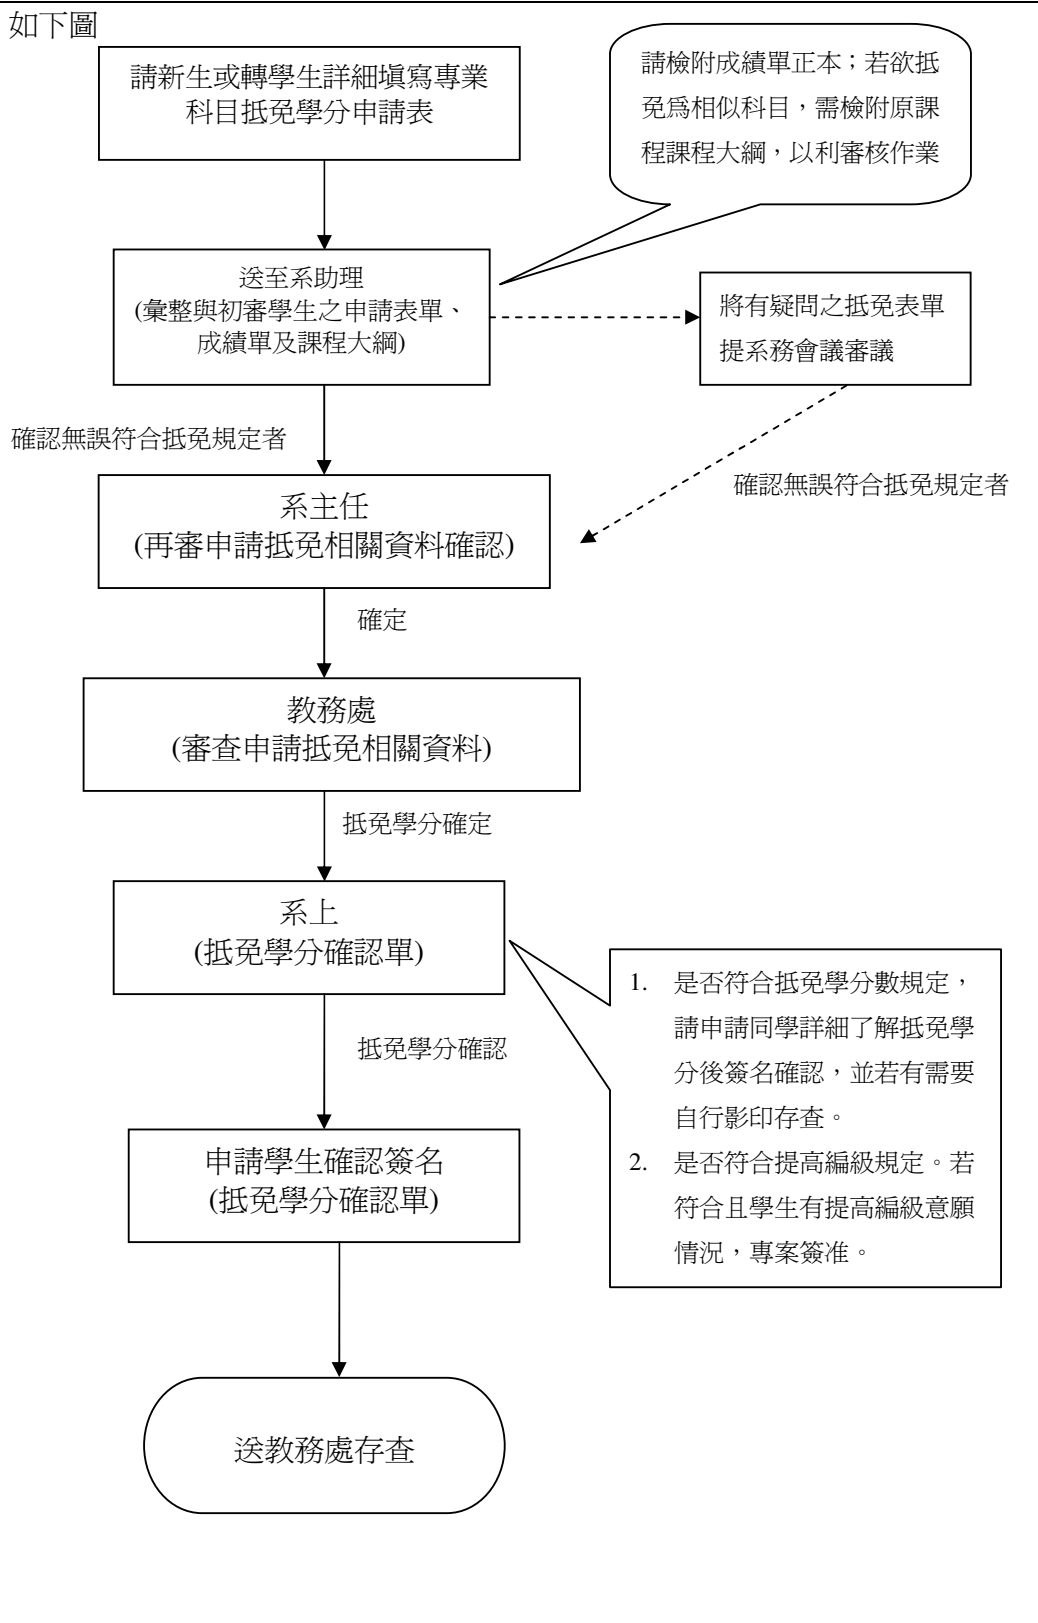 如下圖
請新生或轉學生詳細填寫專業
科目抵免學分申請表
請檢附成績單正本；若欲抵
免為相似科目，需檢附原課
程課程大綱，以利審核作業
送至系助理
(彙整與初審學生之申請表單、
成績單及課程大綱)
將有疑問之抵免表單
提系務會議審議
確認無誤符合抵免規定者
確認無誤符合抵免規定者
系主任
(再審申請抵免相關資料確認)
確定
教務處
(審查申請抵免相關資料)
抵免學分確定
系上
(抵免學分確認單)
1. 是否符合抵免學分數規定，
請申請同學詳細了解抵免學
分後簽名確認，並若有需要
自行影印存查。
2. 是否符合提高編級規定。若
符合且學生有提高編級意願
情況，專案簽准。
抵免學分確認
申請學生確認簽名
(抵免學分確認單)
送教務處存查